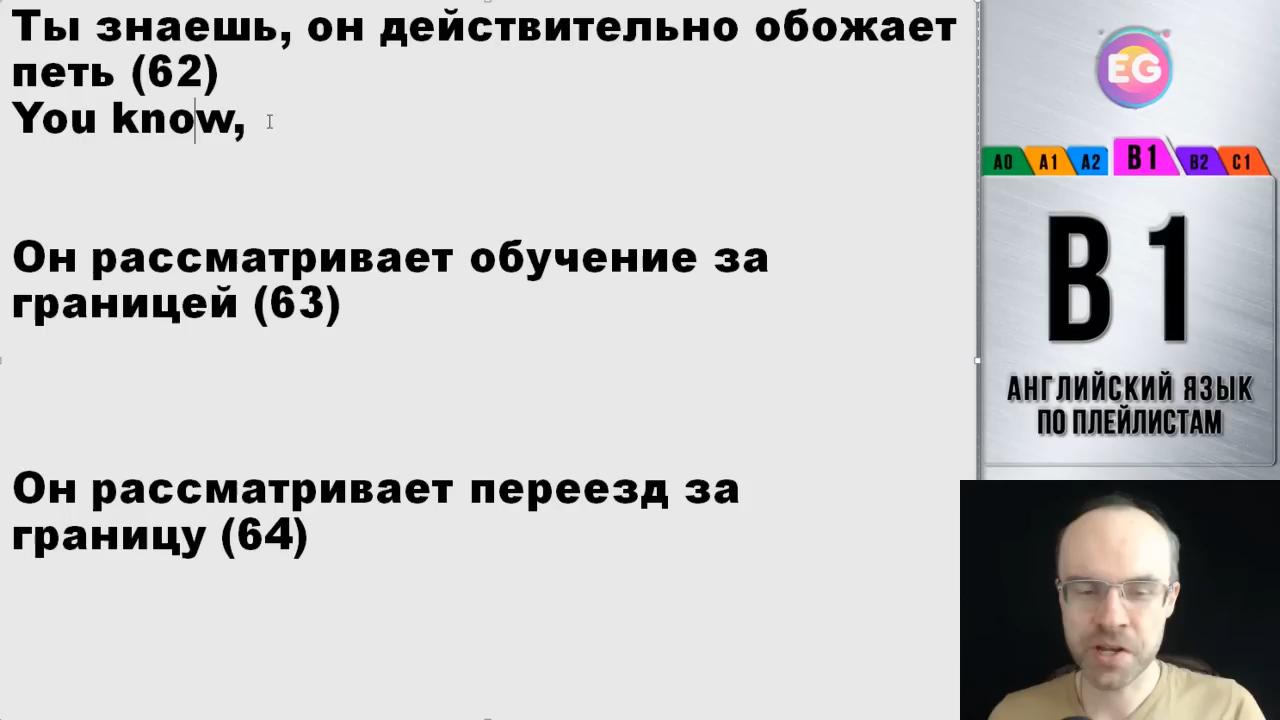 Ты знаешь, он действительно обожает
петь (62)
You know,
Он рассматривает обучение за
границей (63)
Он рассматривает переезд за
границу (64)
EG
A0 A1 A2 B1 B2 C1
B1
АНГЛИЙСКИЙ ЯЗЫК
ПО ПЛЕЙЛИСТАМ